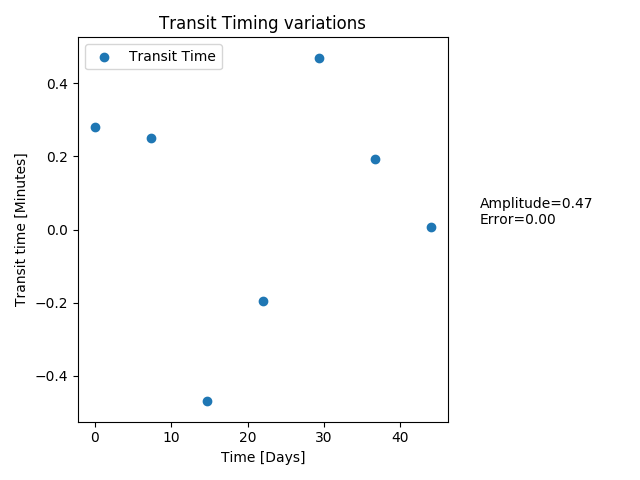 Transit Timing variations
Transit Time
0.4
0.2
0.0
−0.2
−0.4
Transit time [Minutes]
Amplitude=0.47
Error=0.00
0 10 20 30 40
Time [Days]